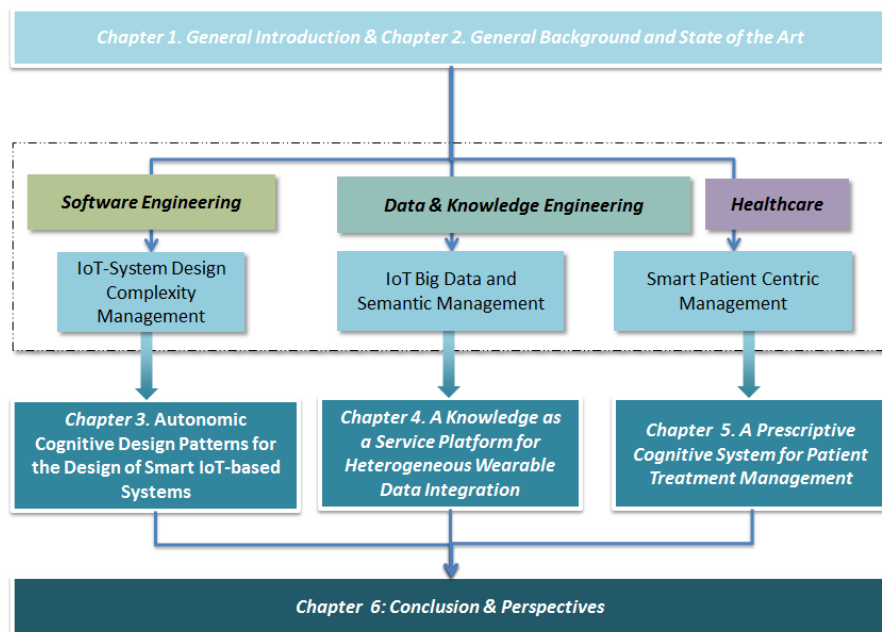 Chapter 1. General Introduction & Chapter 2. General Background and State of the Art
Software Engineering
Data & Knowledge Engineering
Healthcare
IoT-System Design
Complexity
Management
IoT Big Data and
Semantic Management
Smart Patient Centric
Management
Chapter 3. Autonomic
Cognitive Design Patterns for
the Design of Smart IoT-based
Systems
Chapter 4. A Knowledge as
a Service Platform for
Heterogeneous Wearable
Data Integration
Chapter 5. A Prescriptive
Cognitive System for Patient
Treatment Management
Chapter 6: Conclusion & Perspectives